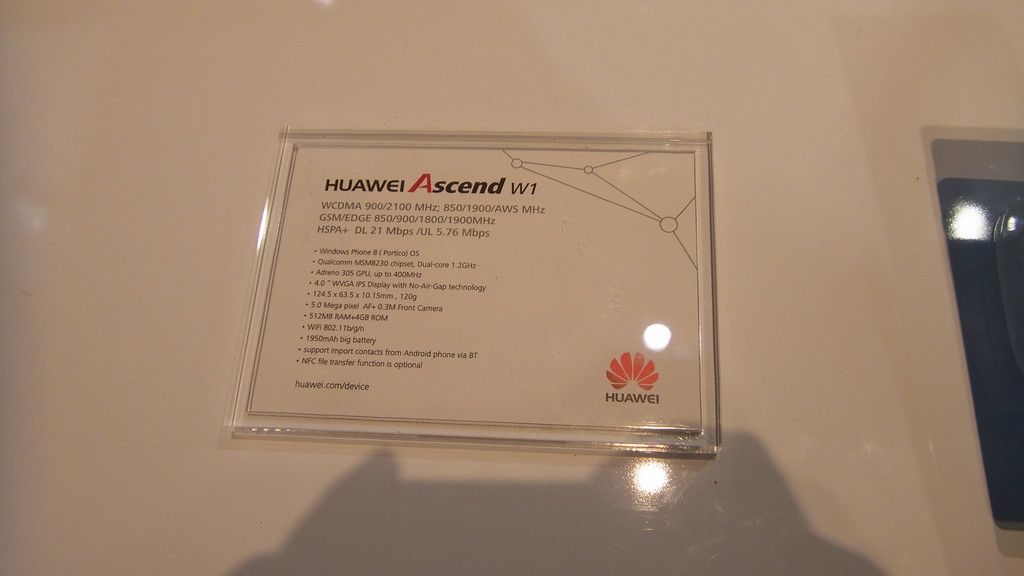 HUAWEI Ascend W1
WCDMA 900/2100 MHz; 850/1900/AWS MHz
GSM/EDGE 850/900/1800/1900MHz
HSPA+ DL 21 Mbps /UL 5.76 Mbps
• Windows Phone 8 ( Portico) OS
• Qualcomm MSM8230 chipset, Dual-core 1.2GHz
• Adreno 305 GPU, up to 400MHz
• 4.0 " WVGA IPS Display with No-Air-Gap technology
• 124.5 x 63.5 x 10.15mm , 120g
• 5.0 Mega pixel AF+ 0.3M Front Camera
• 512MB RAM+4GB ROM
• WiFi 802.11b/g/n
• 1950mAh big battery
• support import contacts from Android phone via BT
• NFC file transfer function is optional
huawei.com/device
HUAWEI